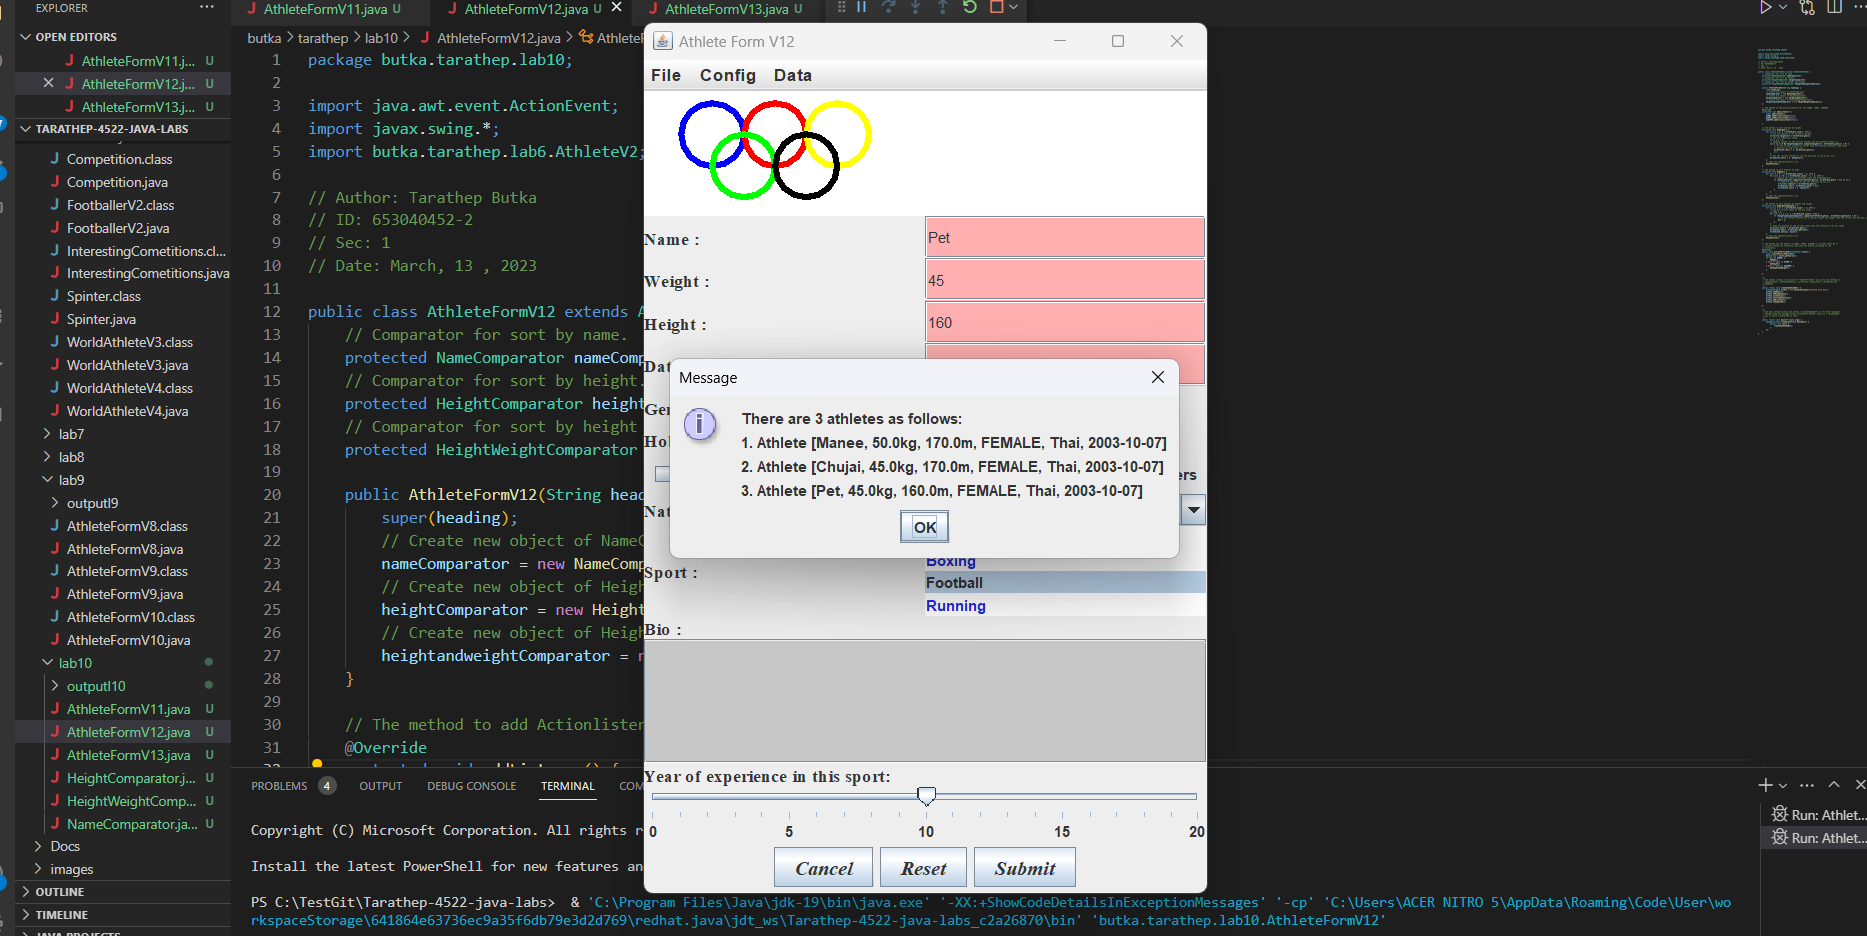 EXPLORER
OPEN EDITORS
AthleteFormV11.j... U
AthleteFormV12.j... U
AthleteFormV13.j... U
TARATHEP-4522-JAVA-LABS
Competition.class
Competition.java
FootballerV2.class
FootballerV2.java
InterestingCometitions.cl...
InterestingCometitions.java
Spinter.class
Spinter.java
WorldAthleteV3.class
WorldAthleteV3.java
WorldAthleteV4.class
WorldAthleteV4.java
lab7
lab8
lab9
outputl9
AthleteFormV8.class
AthleteFormV8.java
AthleteFormV9.class
AthleteFormV9.java
AthleteFormV10.class
AthleteFormV10.java
lab10
outputl10
AthleteFormV11.java U
AthleteFormV12.java U
AthleteFormV13.java U
HeightComparator.j... U
HeightWeightComp... U
NameComparator.ja... U
Docs
images
OUTLINE
TIMELINE
JAVA PROJECTS
AthleteFormV11.java U
AthleteFormV12.java U
AthleteFormV13.java U
butka > tarathep > lab10 > AthleteFormV12.java > AthleteF
1 package butka.tarathep.lab10;
2
3 import java.awt.event.ActionEvent;
4 import javax.swing.*;
5 import butka.tarathep.lab6.AthleteV2;
6
7 // Author: Tarathep Butka
8 // ID: 653040452-2
9 // Sec: 1
10 // Date: March, 13 , 2023
11
12 public class AthleteFormV12 extends A
13 // Comparator for sort by name.
14 protected NameComparator nameComp
15 // Comparator for sort by height.
16 protected HeightComparator height
17 // Comparator for sort by height
18 protected HeightWeightComparator
19
20 public AthleteFormV12(String head
21 super(heading);
22 // Create new object of NameC
23 nameComparator = new NameComp
24 // Create new object of Heigh
25 heightComparator = new Height
26 // Create new object of Heigh
27 heightandweightComparator = n
28 }
29
30 // The method to add Actionlister
31 @Override
Athlete Form V12
File Config Data
Name :
Pet
Weight :
45
Height :
160
Dat
Gen
Hol
ers
Nat
Message
There are 3 athletes as follows:
1. Athlete [Manee, 50.0kg, 170.0m, FEMALE, Thai, 2003-10-07]
2. Athlete [Chujai, 45.0kg, 170.0m, FEMALE, Thai, 2003-10-07]
3. Athlete [Pet, 45.0kg, 160.0m, FEMALE, Thai, 2003-10-07]
OK
Sport :
Boxing
Football
Running
Bio :
Year of experience in this sport:
0 5 10 15 20
Cancel Reset Submit
PROBLEMS 4 OUTPUT DEBUG CONSOLE TERMINAL COM
Copyright (C) Microsoft Corporation. All rights r
Install the latest PowerShell for new features an
PS C:\TestGit\Tarathep-4522-java-labs> & 'C:\Program Files\Java\jdk-19\bin\java.exe' '-XX:+ShowCodeDetailsInExceptionMessages' '-cp' 'C:\Users\ACER NITRO 5\AppData\Roaming\Code\User\wo
rkspaceStorage\641864e63736ec9a35f6db79e3d2d769\redhat.java\jdt_ws\Tarathep-4522-java-labs_c2a26870\bin' 'butka.tarathep.lab10.AthleteFormV12'
Run: Athlet...
Run: Athlet...